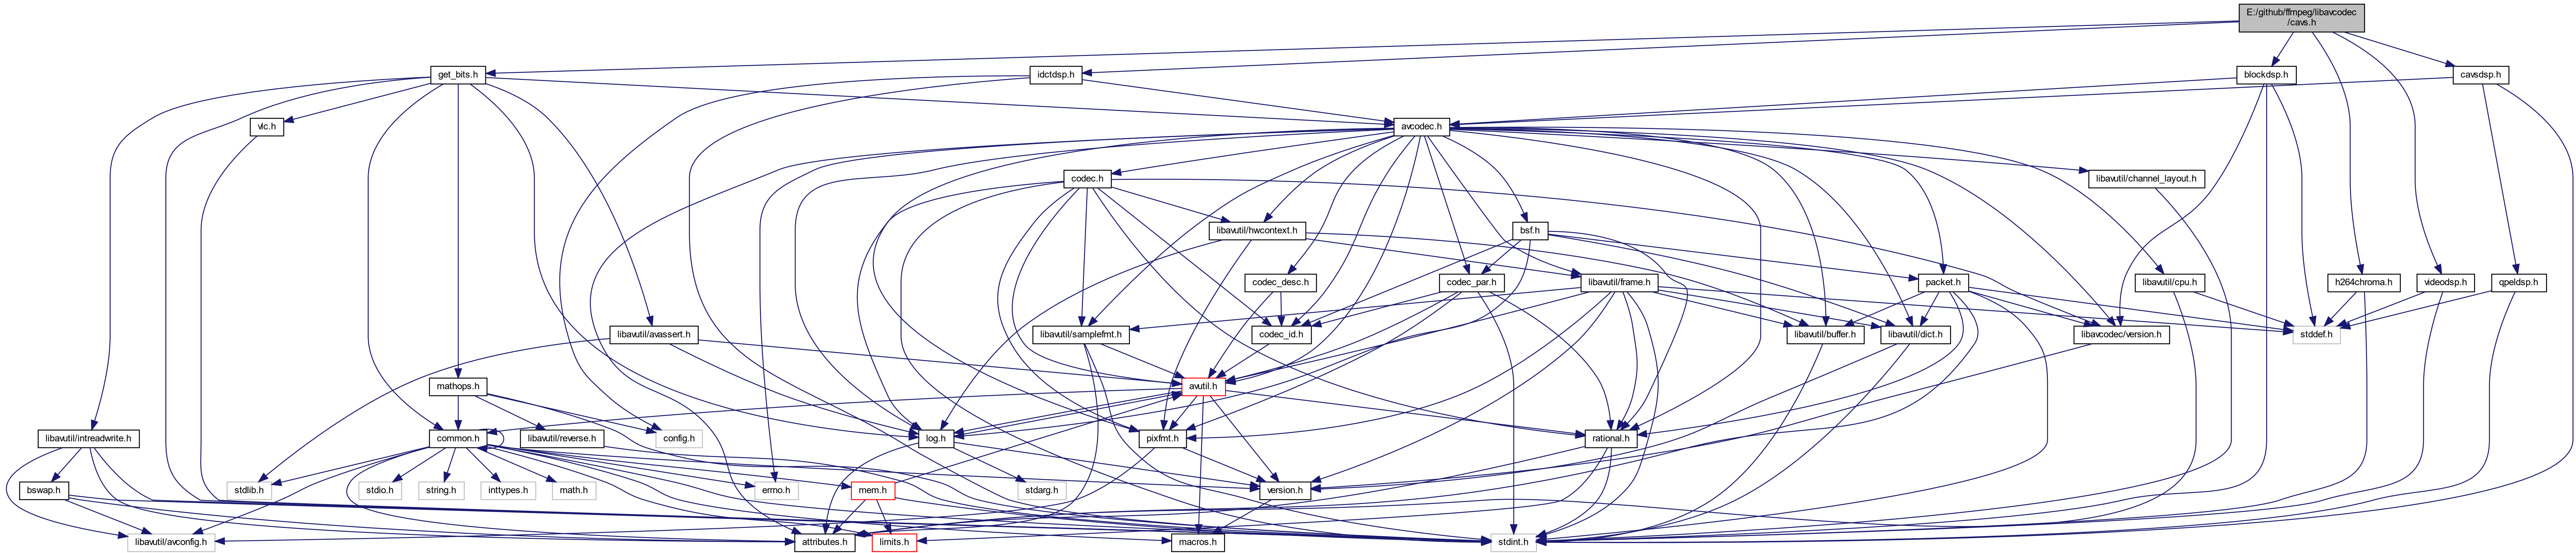 E:/github/ffmpeg/libavcodec
/cavs.h
get_bits.h
idctdsp.h
blockdsp.h
cavsdsp.h
vlc.h
avcodec.h
codec.h
libavutil/channel_layout.h
libavutil/hwcontext.h
bsf.h
codec_desc.h
codec_par.h
libavutil/frame.h
packet.h
libavutil/cpu.h
h264chroma.h
videodsp.h
qpeldsp.h
libavutil/avassert.h
libavutil/samplefmt.h
codec_id.h
libavutil/buffer.h
libavutil/dict.h
libavcodec/version.h
stddef.h
mathops.h
avutil.h
libavutil/intreadwrite.h
common.h
libavutil/reverse.h
config.h
log.h
pixfmt.h
rational.h
bswap.h
stdlib.h
stdio.h
string.h
inttypes.h
math.h
errno.h
mem.h
stdarg.h
version.h
libavutil/avconfig.h
attributes.h
limits.h
macros.h
stdint.h